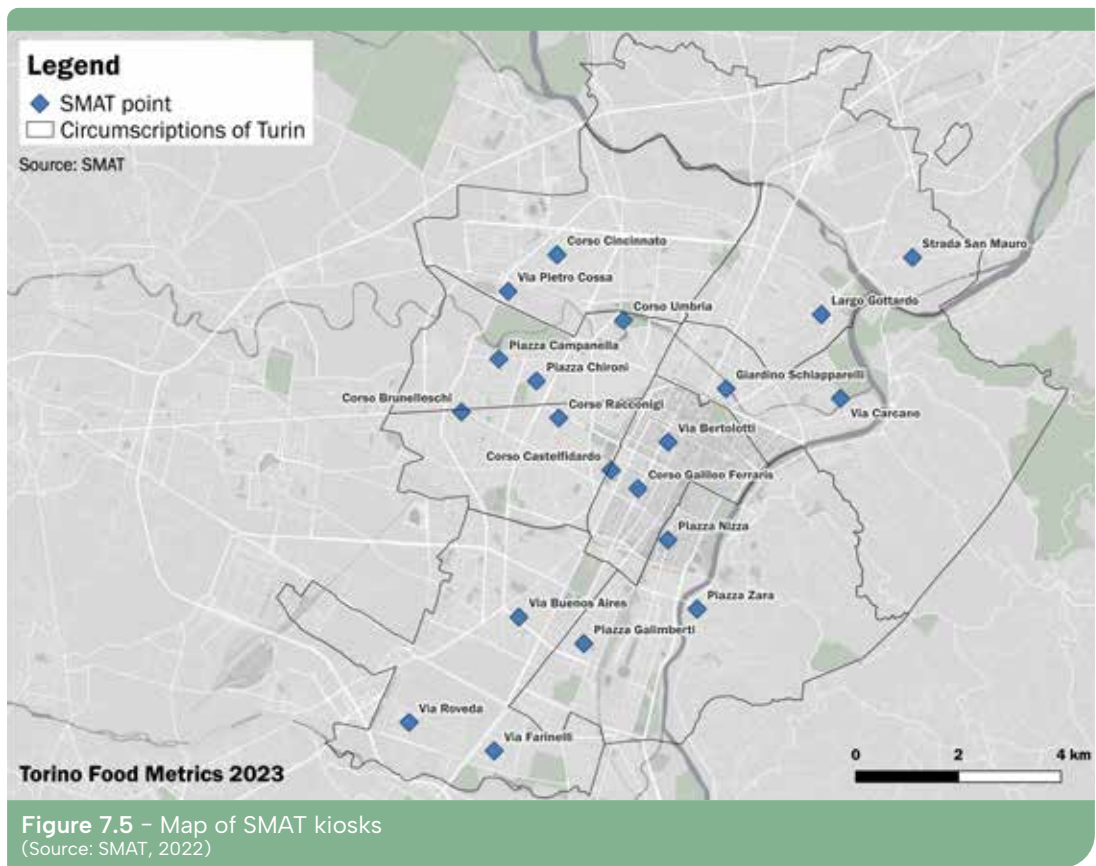 Legend
SMAT point
Circumscriptions of Turin
Source: SMAT
Corso Cincinnato
Strada San Mauro
Via Pietro Cossa
Largo Gottardo
Corso Umbria
Piazza Campanella
Piazza Chironi
Giardino Schiapparelli
Corso Brunelleschi
Corso Racconigi
Via Carcano
Via Bertolotti
Corso Castelfidardo
Corso Galileo Ferraris
Piazza Nizza
Piazza Zara
Via Buenos Aires
Piazza Galimberti
Via Roveda
Via Farinelli
0 2 4 km
Torino Food Metrics 2023
Figure 7.5 - Map of SMAT kiosks
(Source: SMAT, 2022)